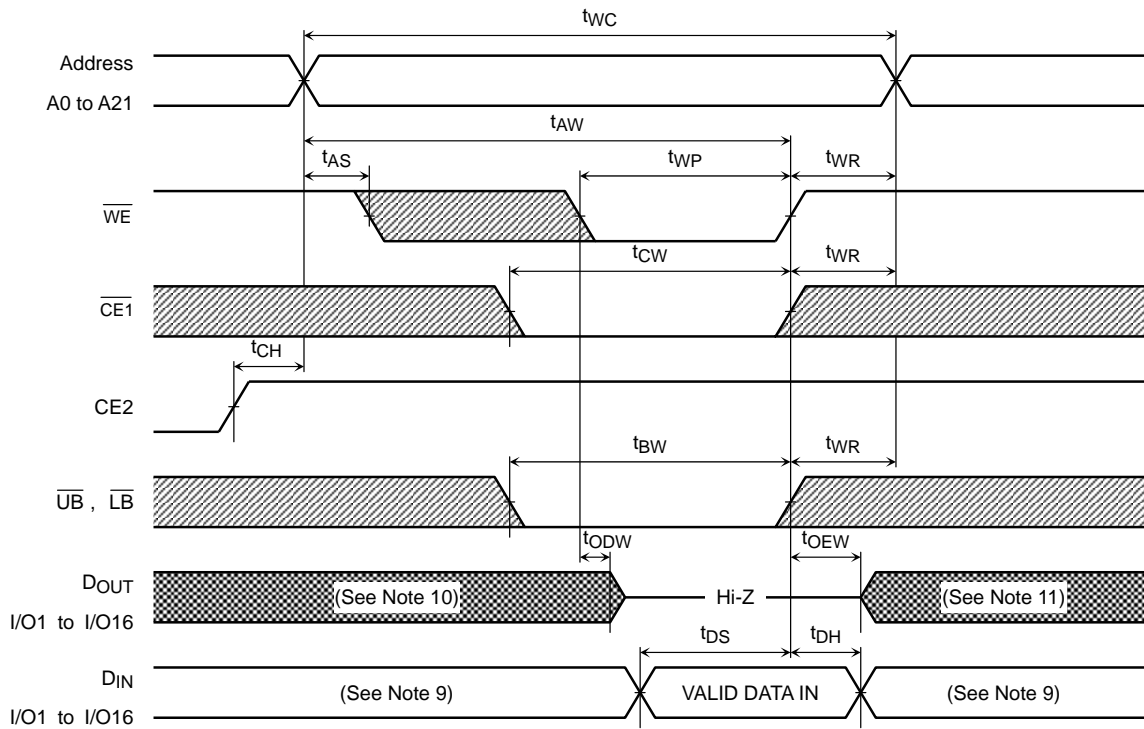 tWC
Address
A0 to A21
tAW
tAS
tWP
tWR
WE
tCW
tWR
CE1
tCH
CE2
tBW
tWR
UB , LB
tODW
tOEW
DOUT
(See Note 10)
Hi-Z
(See Note 11)
I/O1 to I/O16
tDS
tDH
DIN
(See Note 9)
VALID DATA IN
(See Note 9)
I/O1 to I/O16